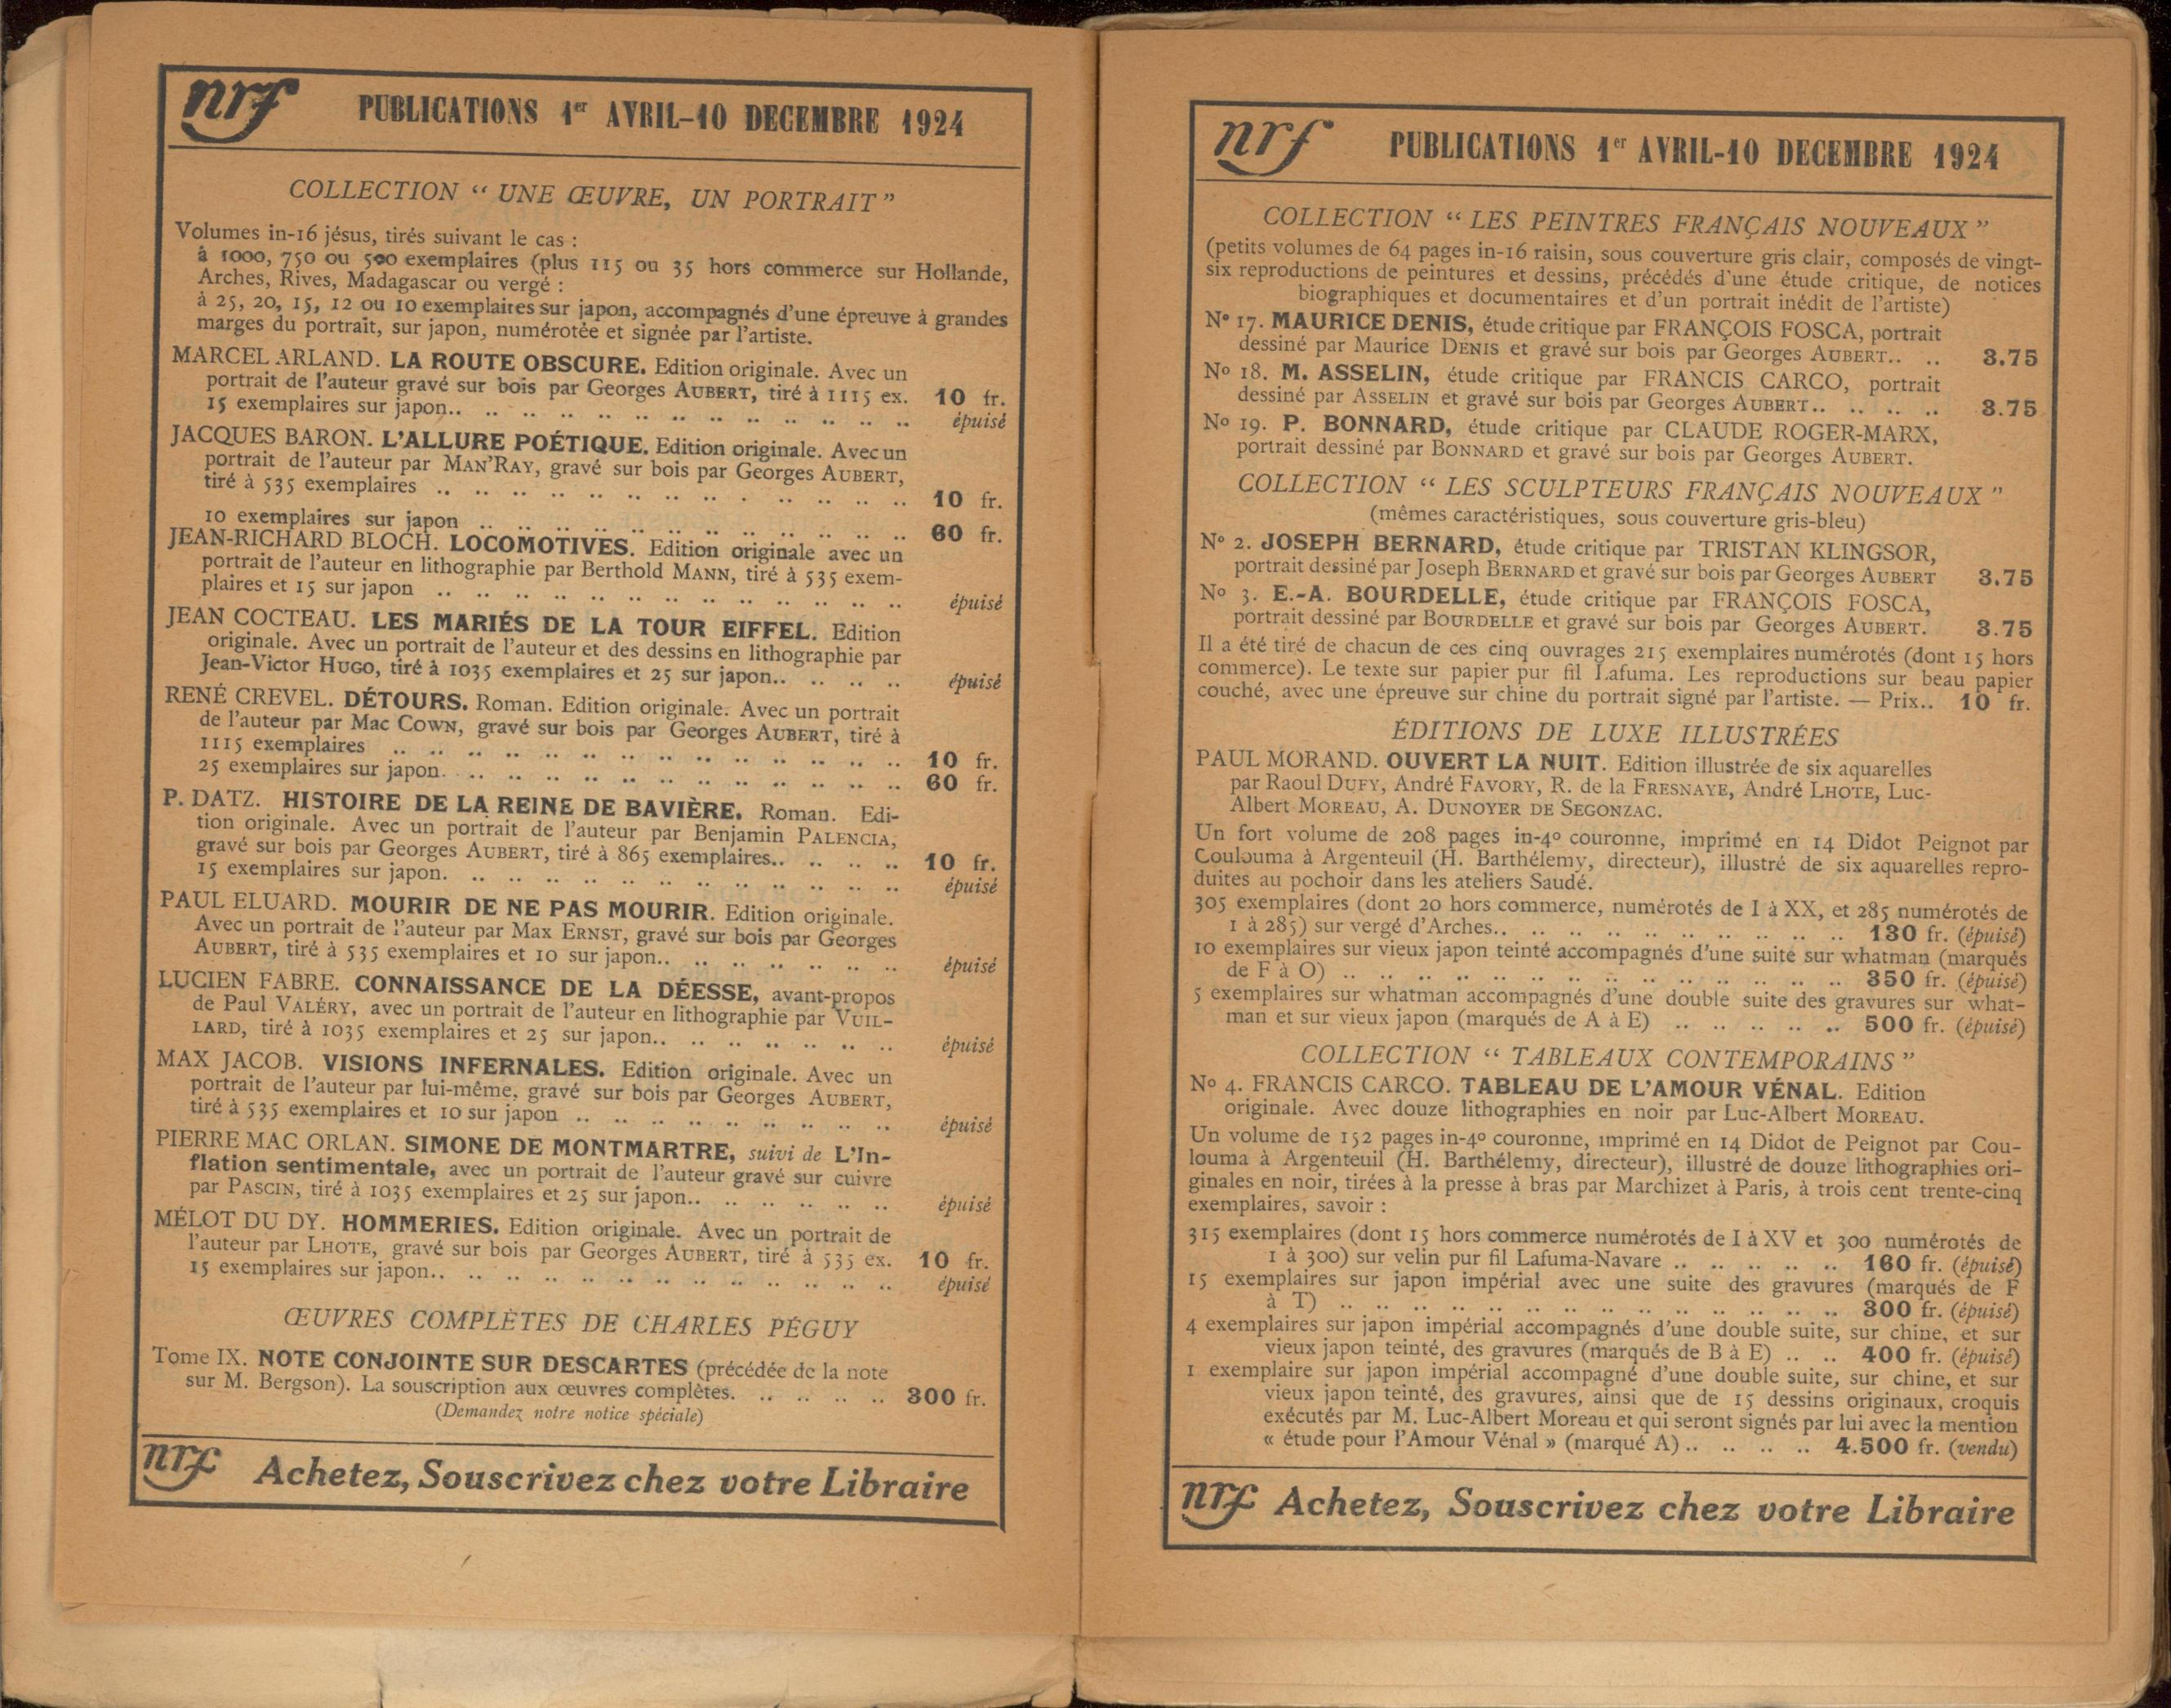 nrf PUBLICATIONS 1er AVRIL-10 DECEMBRE 1924
COLLECTION “ UNE ŒUVRE, UN PORTRAIT ”
Volumes in-16 jésus, tirés suivant le cas :
à 1000, 750 ou 500 exemplaires (plus 115 ou 35 hors commerce sur Hollande,
Arches, Rives, Madagascar ou vergé :
à 25, 20, 15, 12 ou 10 exemplaires sur japon, accompagnés d'une épreuve à grandes
marges du portrait, sur japon, numérotée et signée par l'artiste.
MARCEL ARLAND. LA ROUTE OBSCURE. Edition originale. Avec un
portrait de l'auteur gravé sur bois par Georges AUBERT, tiré à 1115 ex. 10 fr.
15 exemplaires sur japon.. .. .. .. .. .. .. .. .. .. .. .. .. épuisé
JACQUES BARON. L'ALLURE POÉTIQUE. Edition originale. Avec un
portrait de l'auteur par MAN'RAY, gravé sur bois par Georges AUBERT,
tiré à 535 exemplaires .. .. .. .. .. .. .. .. . .. .. .. .. 10 fr.
10 exemplaires sur japon .. .. .. .. .. .. .. .. .. .. .. .. 60 fr.
JEAN-RICHARD BLOCH. LOCOMOTIVES. Edition originale avec un
portrait de l'auteur en lithographie par Berthold MANN, tiré à 535 exem-
plaires et 15 sur japon .. .. .. .. .. .. .. .. .. .. .. .. .. épuisé
JEAN COCTEAU. LES MARIÉS DE LA TOUR EIFFEL. Edition
originale. Avec un portrait de l'auteur et des dessins en lithographie par
Jean-Victor HUGO, tiré à 1035 exemplaires et 25 sur japon.. .. .. .. épuisé
RENÉ CREVEL. DÉTOURS. Roman. Edition originale. Avec un portrait
de l'auteur par Mac COWN, gravé sur bois par Georges AUBERT, tiré à
1115 exemplaires .. .. .. .. .. .. .. .. .. .. .. .. .. .. 10 fr.
25 exemplaires sur japon. .. .. .. .. .. .. .. .. .. .. .. .. 60 fr.
P. DATZ. HISTOIRE DE LA REINE DE BAVIÈRE. Roman. Edi-
tion originale. Avec un portrait de l'auteur par Benjamin PALENCIA,
gravé sur bois par Georges AUBERT, tiré à 865 exemplaires.. .. .. .. 10 fr.
15 exemplaires sur japon. .. .. .. .. .. .. .. .. .. .. .. .. épuisé
PAUL ELUARD. MOURIR DE NE PAS MOURIR. Edition originale.
Avec un portrait de l'auteur par Max ERNST, gravé sur bois par Georges
AUBERT, tiré à 535 exemplaires et 10 sur japon.. .. .. .. .. .. .. épuisé
LUCIEN FABRE. CONNAISSANCE DE LA DÉESSE, avant-propos
de Paul VALÉRY, avec un portrait de l'auteur en lithographie par VUIL-
LARD, tiré à 1035 exemplaires et 25 sur japon.. .. .. .. .. .. .. épuisé
MAX JACOB. VISIONS INFERNALES. Edition originale. Avec un
portrait de l'auteur par lui-même, gravé sur bois par Georges AUBERT,
tiré à 535 exemplaires et 10 sur japon .. .. .. .. .. .. .. .. .. épuisé
PIERRE MAC ORLAN. SIMONE DE MONTMARTRE, suivi de L'In-
flation sentimentale, avec un portrait de l'auteur gravé sur cuivre
par PASCIN, tiré à 1035 exemplaires et 25 sur japon.. .. .. .. .. .. épuisé
MÉLOT DU DY. HOMMERIES. Edition originale. Avec un portrait de
l'auteur par LHOTE, gravé sur bois par Georges AUBERT, tiré à 535 ex. 10 fr.
15 exemplaires sur japon.. .. .. .. .. .. .. .. .. .. .. .. .. épuisé
ŒUVRES COMPLÈTES DE CHARLES PÉGUY
Tome IX. NOTE CONJOINTE SUR DESCARTES (précédée de la note
sur M. Bergson). La souscription aux œuvres complètes. .. .. .. .. 300 fr.
(Demandez notre notice spéciale)
nrf Achetez, Souscrivez chez votre Libraire
nrf PUBLICATIONS 1er AVRIL-10 DECEMBRE 1924
COLLECTION “ LES PEINTRES FRANÇAIS NOUVEAUX ”
(petits volumes de 64 pages in-16 raisin, sous couverture gris clair, composés de vingt-
six reproductions de peintures et dessins, précédés d'une étude critique, de notices
biographiques et documentaires et d'un portrait inédit de l'artiste)
No 17. MAURICE DENIS, étude critique par FRANÇOIS FOSCA, portrait
dessiné par Maurice DENIS et gravé sur bois par Georges AUBERT.. .. 3.75
No 18. M. ASSELIN, étude critique par FRANCIS CARCO, portrait
dessiné par ASSELIN et gravé sur bois par Georges AUBERT.. .. .. .. 3.75
No 19. P. BONNARD, étude critique par CLAUDE ROGER-MARX,
portrait dessiné par BONNARD et gravé sur bois par Georges AUBERT.
COLLECTION “ LES SCULPTEURS FRANÇAIS NOUVEAUX ”
(mêmes caractéristiques, sous couverture gris-bleu)
No 2. JOSEPH BERNARD, étude critique par TRISTAN KLINGSOR,
portrait dessiné par Joseph BERNARD et gravé sur bois par Georges AUBERT 3.75
No 3. E.-A. BOURDELLE, étude critique par FRANÇOIS FOSCA,
portrait dessiné par BOURDELLE et gravé sur bois par Georges AUBERT. 3.75
Il a été tiré de chacun de ces cinq ouvrages 215 exemplaires numérotés (dont 15 hors
commerce). Le texte sur papier pur fil Lafuma. Les reproductions sur beau papier
couché, avec une épreuve sur chine du portrait signé par l'artiste. — Prix.. 10 fr.
ÉDITIONS DE LUXE ILLUSTRÉES
PAUL MORAND. OUVERT LA NUIT. Edition illustrée de six aquarelles
par Raoul DUFY, André FAVORY, R. de la FRESNAYE, André LHOTE, Luc-
Albert MOREAU, A. DUNOYER DE SEGONZAC.
Un fort volume de 208 pages in-4o couronne, imprimé en 14 Didot Peignot par
Coulouma à Argenteuil (H. Barthélemy, directeur), illustré de six aquarelles repro-
duites au pochoir dans les ateliers Saudé.
305 exemplaires (dont 20 hors commerce, numérotés de I à XX, et 285 numérotés de
1 à 285) sur vergé d'Arches.. .. .. .. .. .. .. .. .. .. 130 fr. (épuisé)
10 exemplaires sur vieux japon teinté accompagnés d'une suite sur whatman (marqués
de F à O) .. .. .. .. .. .. .. .. .. .. .. .. .. .. 350 fr. (épuisé)
5 exemplaires sur whatman accompagnés d'une double suite des gravures sur what-
man et sur vieux japon (marqués de A à E) .. .. .. .. .. 500 fr. (épuisé)
COLLECTION “ TABLEAUX CONTEMPORAINS ”
No 4. FRANCIS CARCO. TABLEAU DE L'AMOUR VÉNAL. Edition
originale. Avec douze lithographies en noir par Luc-Albert MOREAU.
Un volume de 152 pages in-4o couronne, imprimé en 14 Didot de Peignot par Cou-
louma à Argenteuil (H. Barthélemy, directeur), illustré de douze lithographies ori-
ginales en noir, tirées à la presse à bras par Marchizet à Paris, à trois cent trente-cinq
exemplaires, savoir :
315 exemplaires (dont 15 hors commerce numérotés de I à XV et 300 numérotés de
1 à 300) sur velin pur fil Lafuma-Navare .. .. .. .. .. 160 fr. (épuisé)
15 exemplaires sur japon impérial avec une suite des gravures (marqués de F
à T) .. .. .. .. .. .. .. .. .. .. .. .. .. .. 300 fr. (épuisé)
4 exemplaires sur japon impérial accompagnés d'une double suite, sur chine, et sur
vieux japon teinté, des gravures (marqués de B à E) .. .. 400 fr. (épuisé)
1 exemplaire sur japon impérial accompagné d'une double suite, sur chine, et sur
vieux japon teinté, des gravures, ainsi que de 15 dessins originaux, croquis
exécutés par M. Luc-Albert Moreau et qui seront signés par lui avec la mention
« étude pour l'Amour Vénal » (marqué A) .. .. .. .. 4.500 fr. (vendu)
nrf Achetez, Souscrivez chez votre Libraire